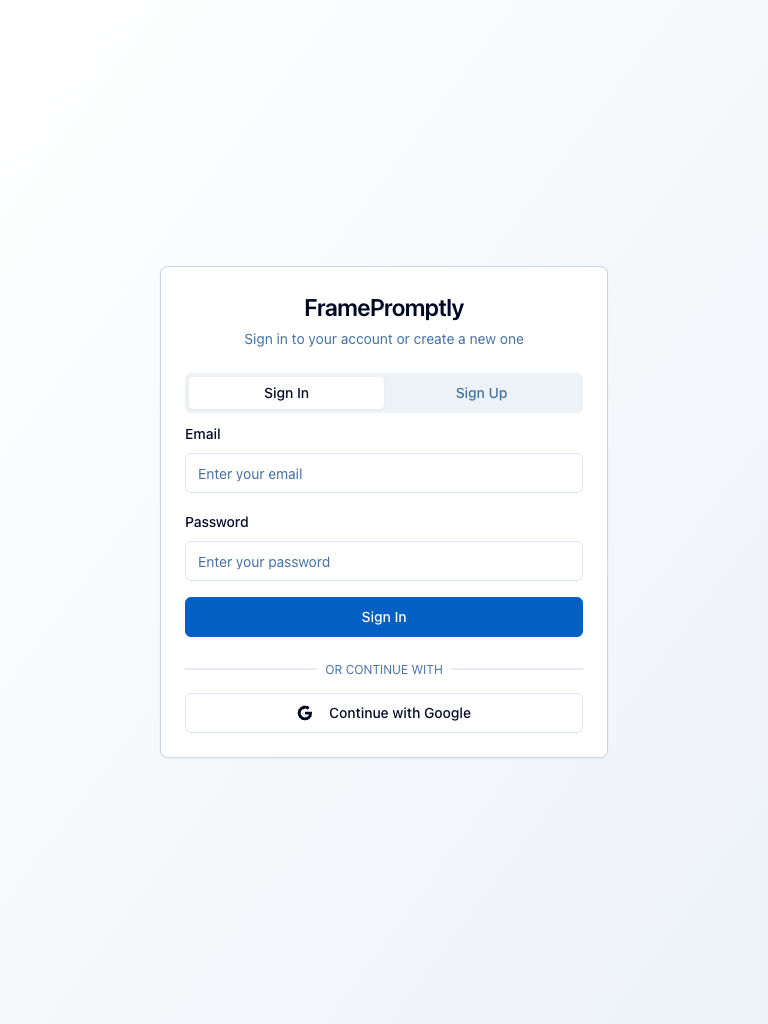 FramePromptly
Sign in to your account or create a new one
Sign In
Sign Up
Email
Enter your email
Password
Enter your password
Sign In
OR CONTINUE WITH
Continue with Google